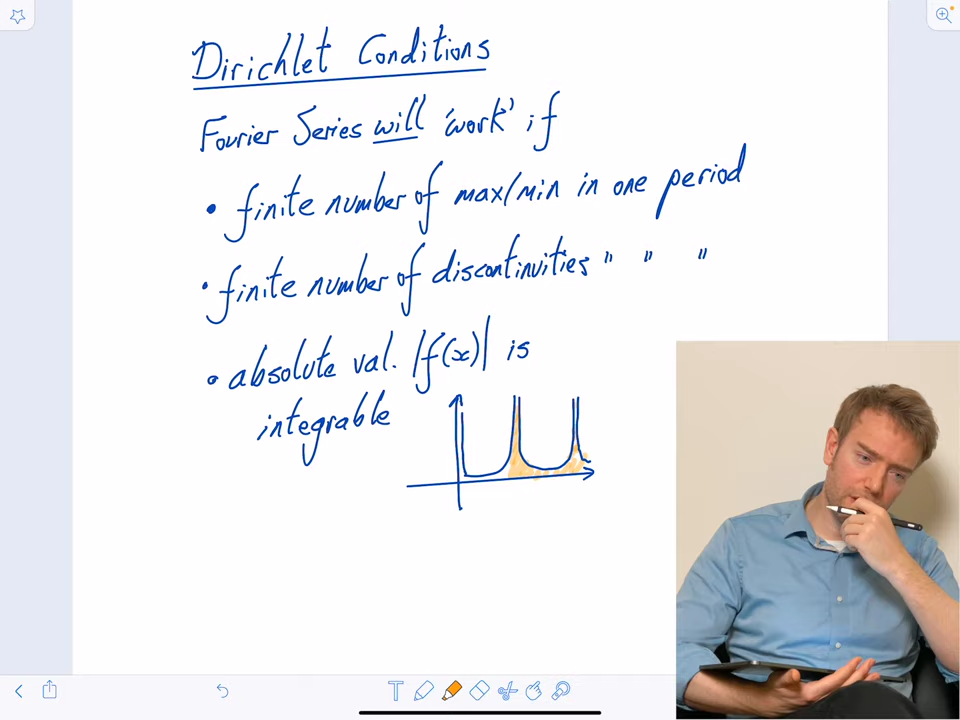 Dirichlet Conditions
Fourier Series will 'work' if
• finite number of max/min in one period
• finite number of discontinuities " " "
• absolute val. |f(x)| is
integrable